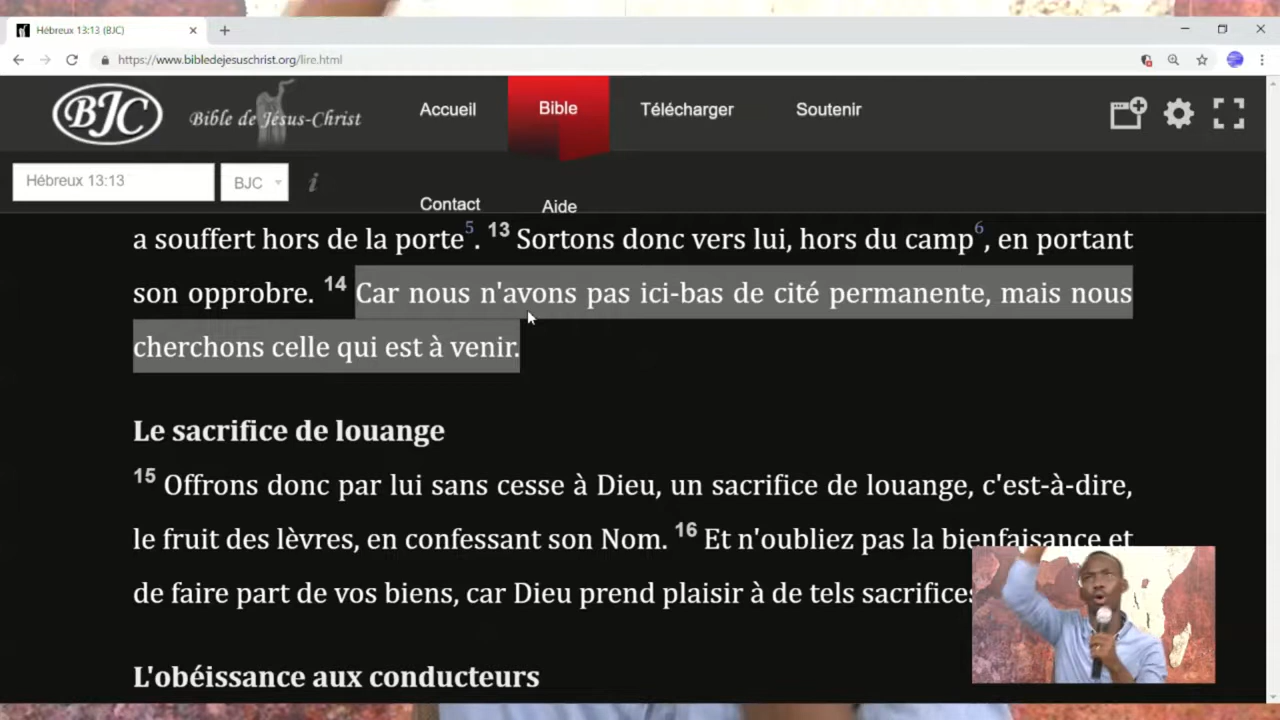 Hébreux 13:13 (BJC)
https://www.bibledejesuschrist.org/lire.html
BJC Bible de Jésus-Christ Accueil Bible Télécharger Soutenir
Hébreux 13:13 BJC i
Contact Aide
a souffert hors de la porte5. 13 Sortons donc vers lui, hors du camp6, en portant
son opprobre. 14 Car nous n'avons pas ici-bas de cité permanente, mais nous
cherchons celle qui est à venir.
Le sacrifice de louange
15 Offrons donc par lui sans cesse à Dieu, un sacrifice de louange, c'est-à-dire,
le fruit des lèvres, en confessant son Nom. 16 Et n'oubliez pas la bienfaisance et
de faire part de vos biens, car Dieu prend plaisir à de tels sacrifices
L'obéissance aux conducteurs